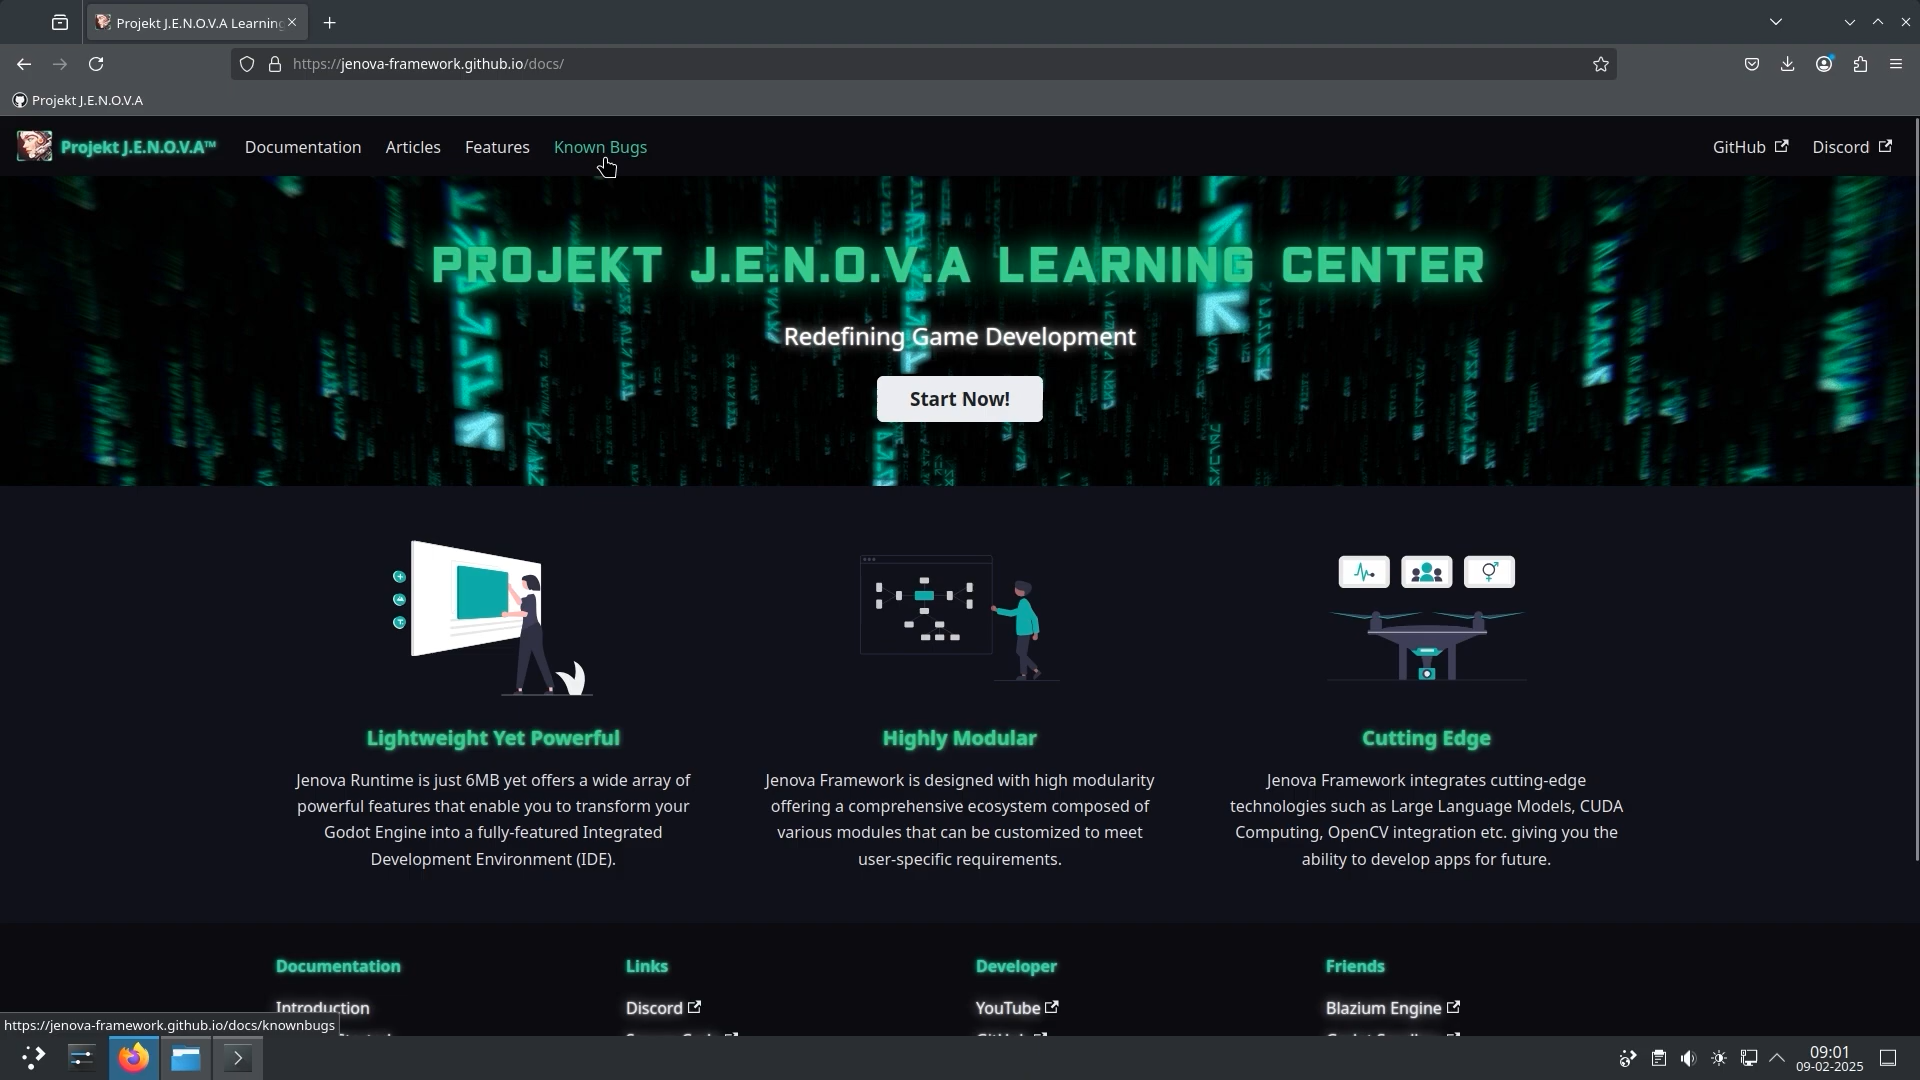 Projekt J.E.N.O.V.A Learning
https://jenova-framework.github.io/docs/
Projekt J.E.N.O.V.A
Projekt J.E.N.O.V.A™ Documentation Articles Features Known Bugs GitHub Discord
PROJEKT J.E.N.O.V.A LEARNING CENTER
Redefining Game Development
Start Now!
Lightweight Yet Powerful
Jenova Runtime is just 6MB yet offers a wide array of
powerful features that enable you to transform your
Godot Engine into a fully-featured Integrated
Development Environment (IDE).
Highly Modular
Jenova Framework is designed with high modularity
offering a comprehensive ecosystem composed of
various modules that can be customized to meet
user-specific requirements.
Cutting Edge
Jenova Framework integrates cutting-edge
technologies such as Large Language Models, CUDA
Computing, OpenCV integration etc. giving you the
ability to develop apps for future.
Documentation Links Developer Friends
Introduction Discord YouTube Blazium Engine
https://jenova-framework.github.io/docs/knownbugs
09:01
09-02-2025